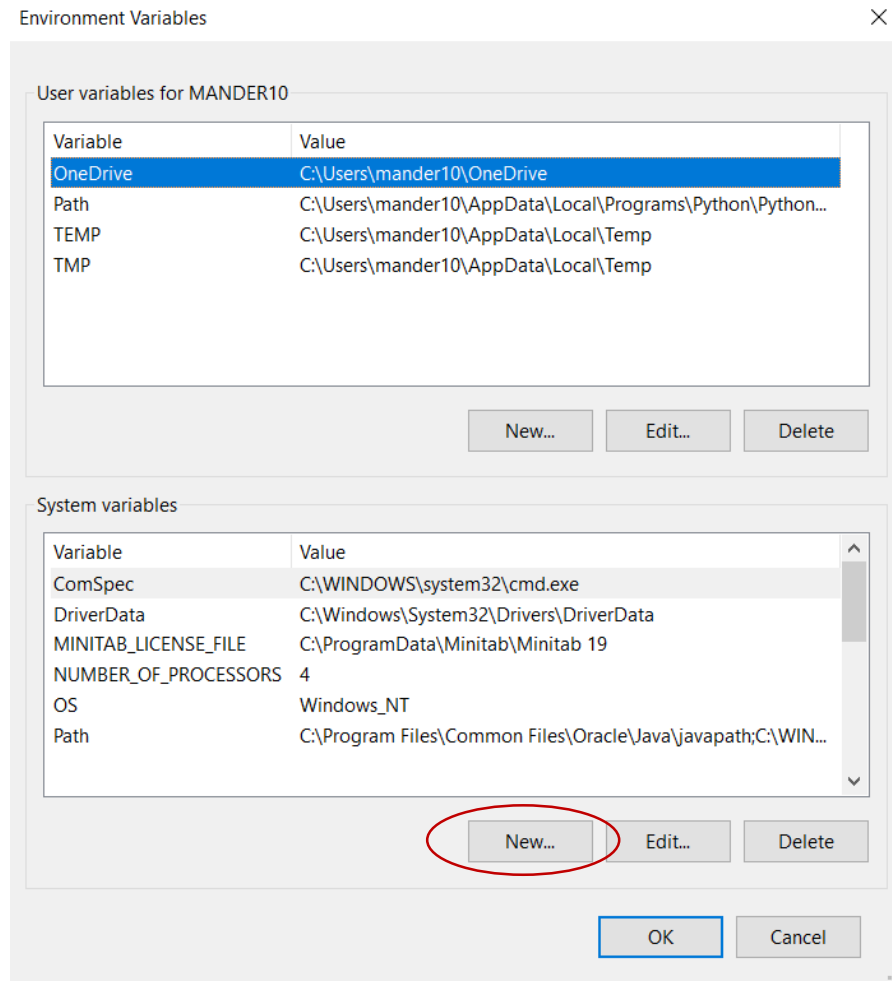 Environment Variables
User variables for MANDER10
Variable Value
OneDrive C:\Users\mander10\OneDrive
Path C:\Users\mander10\AppData\Local\Programs\Python\Python...
TEMP C:\Users\mander10\AppData\Local\Temp
TMP C:\Users\mander10\AppData\Local\Temp
New... Edit... Delete
System variables
Variable Value
ComSpec C:\WINDOWS\system32\cmd.exe
DriverData C:\Windows\System32\Drivers\DriverData
MINITAB_LICENSE_FILE C:\ProgramData\Minitab\Minitab 19
NUMBER_OF_PROCESSORS 4
OS Windows_NT
Path C:\Program Files\Common Files\Oracle\Java\javapath;C:\WIN...
New... Edit... Delete
OK Cancel